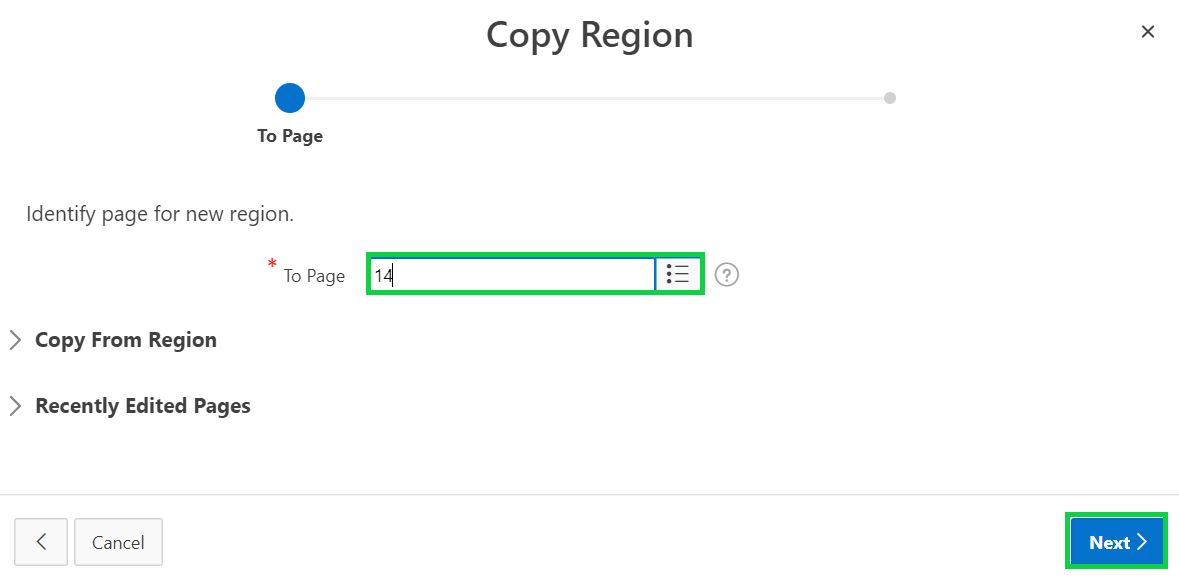 Copy Region
To Page
Identify page for new region.
* To Page 14
Copy From Region
Recently Edited Pages
Cancel
Next